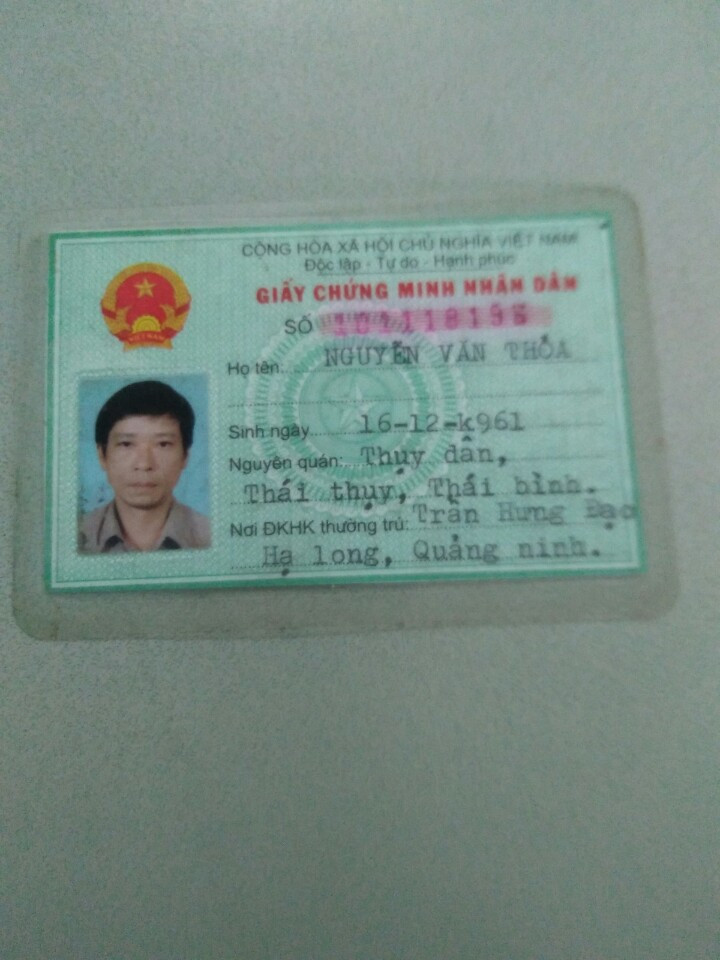 CỘNG HÒA XÃ HỘI CHỦ NGHĨA VIỆT NAM
Độc lập - Tự do - Hạnh phúc
GIẤY CHỨNG MINH NHÂN DÂN
SỐ
VIỆT NAM
Họ tên: NGUYỄN VĂN THỎA
Sinh ngày 16-12-k961
Nguyên quán: Thụy dân,
Thái thụy, Thái bình.
Nơi ĐKHK thường trú: Trần Hưng Đạo
Hạ long, Quảng ninh.